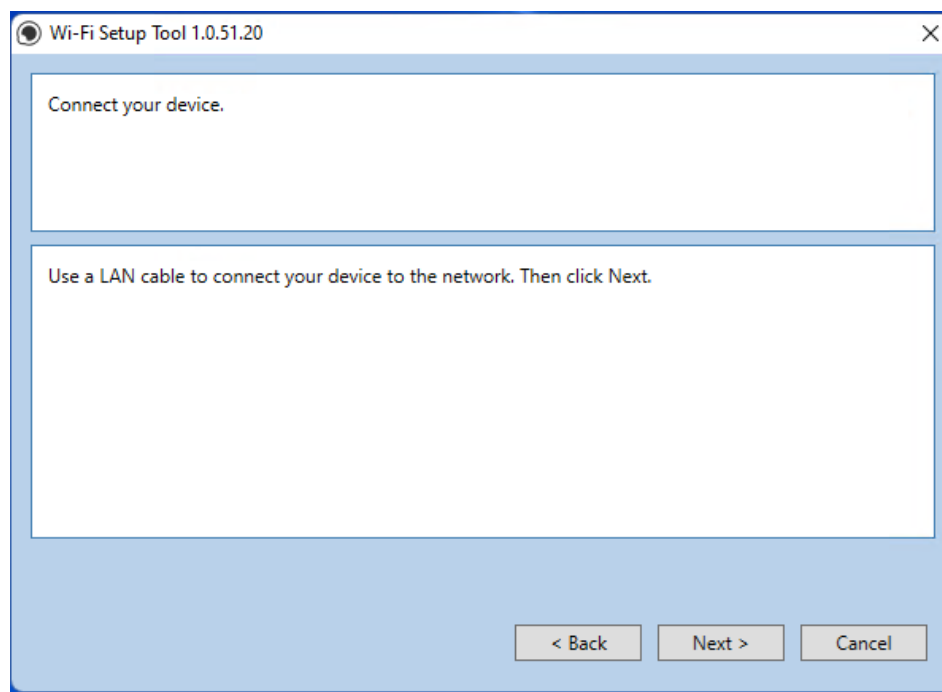 Wi-Fi Setup Tool 1.0.51.20
Connect your device.
Use a LAN cable to connect your device to the network. Then click Next.
< Back Next > Cancel